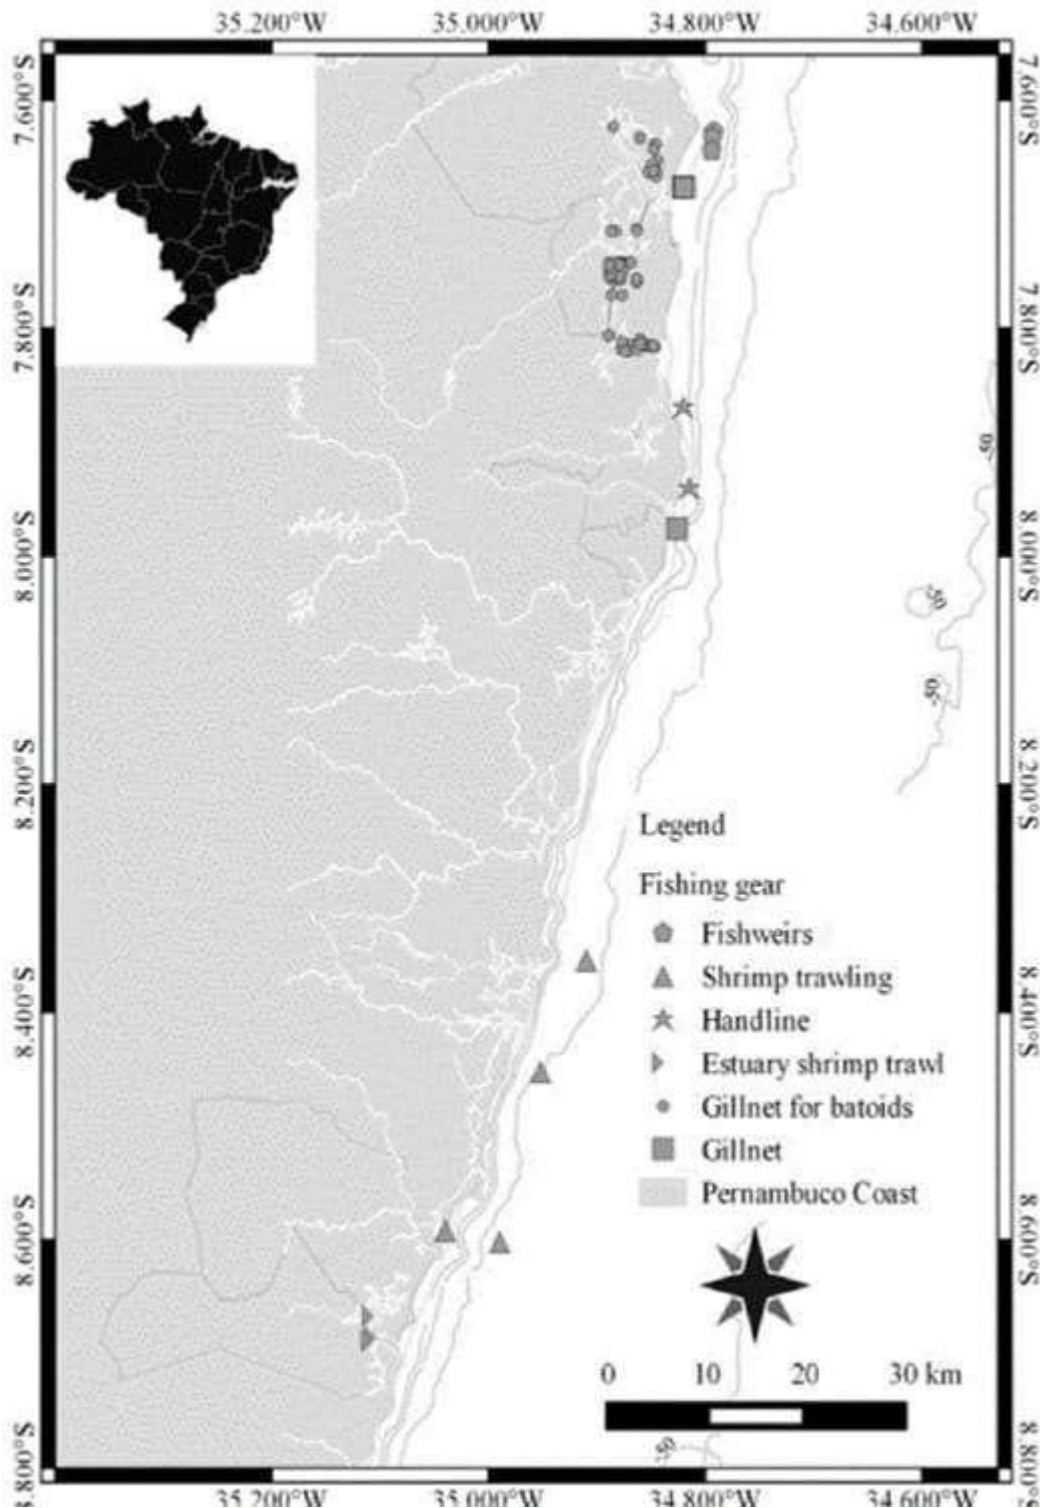 35.200°W 35.000°W 34.800°W 34.600°W
7.600°S 7.600°S
7.800°S 7.800°S
-50
8.000°S 8.000°S
-50
-50
8.200°S 8.200°S
Legend
Fishing gear
Fishweirs
Shrimp trawling
8.400°S 8.400°S
Handline
Estuary shrimp trawl
Gillnet for batoids
Gillnet
Pernambuco Coast
8.600°S 8.600°S
0 10 20 30 km
-50
8.800°S 8.800°S
35.200°W 35.000°W 34.800°W 34.600°W